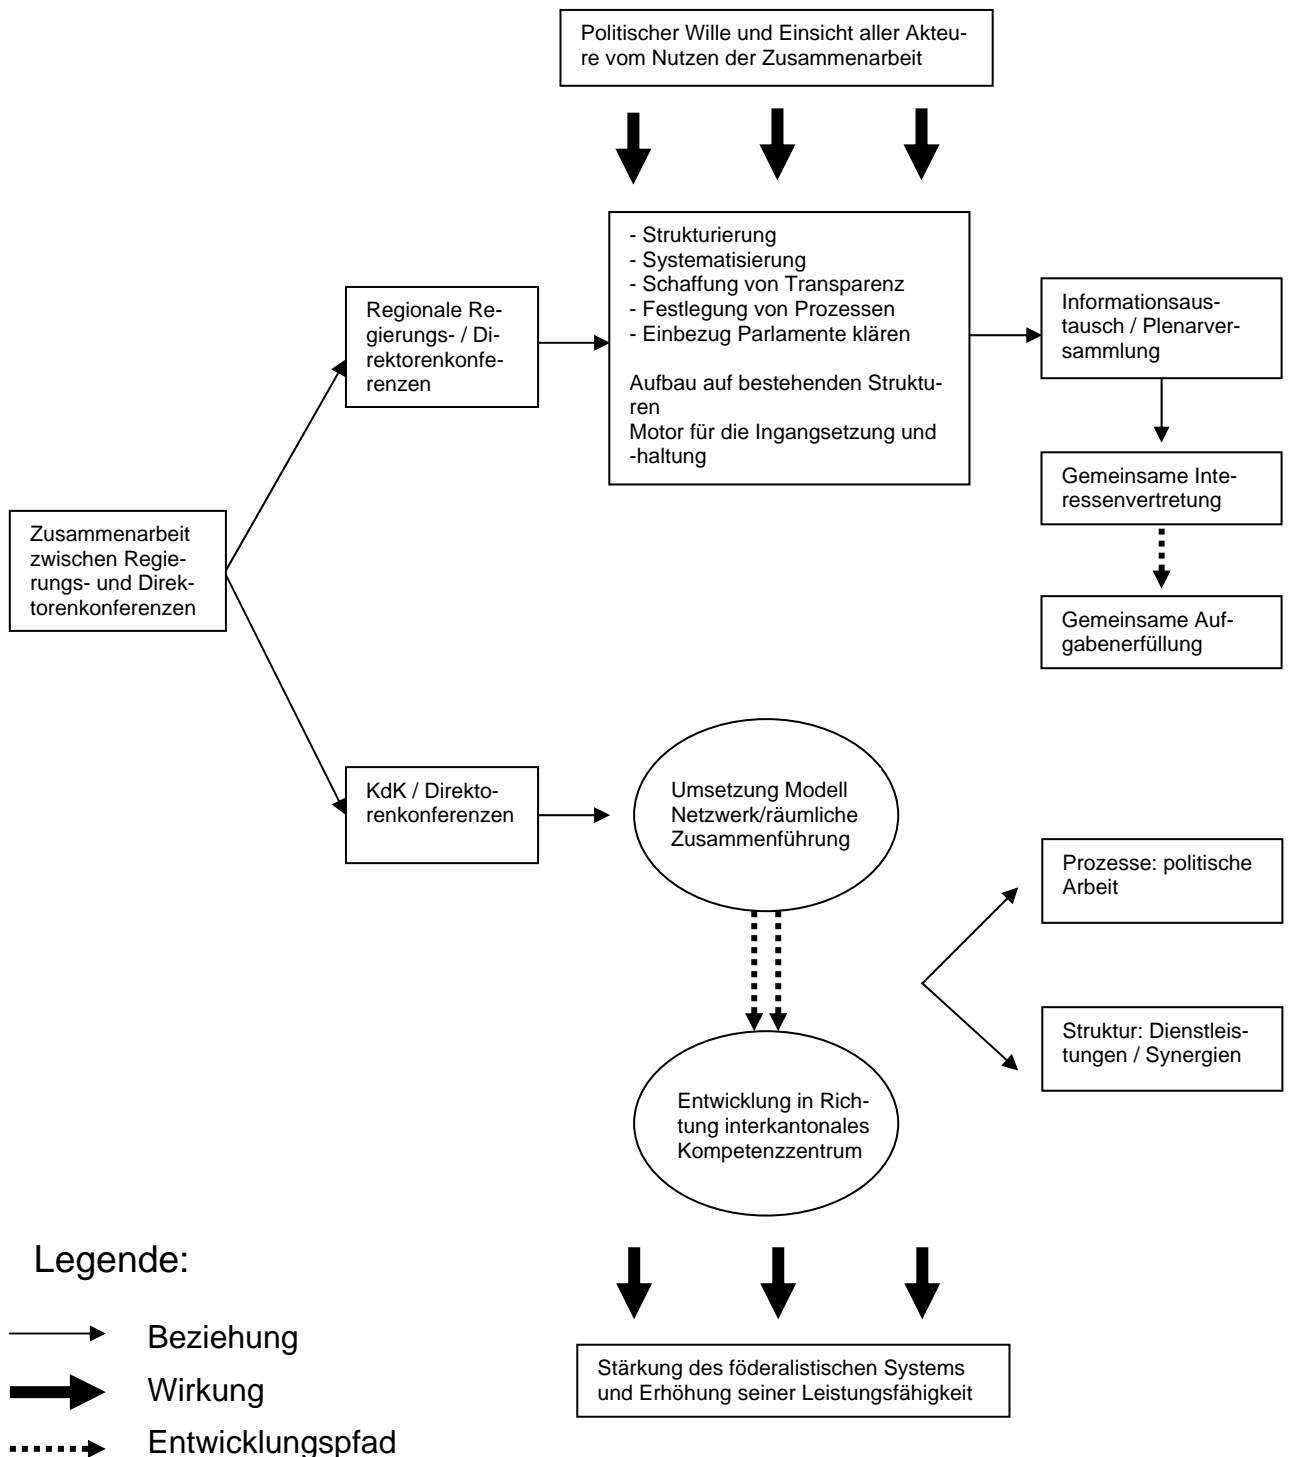 Politischer Wille und Einsicht aller Akteu-
re vom Nutzen der Zusammenarbeit
- Strukturierung
- Systematisierung
- Schaffung von Transparenz
- Festlegung von Prozessen
- Einbezug Parlamente klären
Aufbau auf bestehenden Struktu-
ren
Motor für die Ingangsetzung und
-haltung
Regionale Re-
gierungs- / Di-
rektorenkonfe-
renzen
Informationsaus-
tausch / Plenarver-
sammlung
Gemeinsame Inte-
ressenvertretung
Gemeinsame Auf-
gabenerfüllung
Zusammenarbeit
zwischen Regie-
rungs- und Direk-
torenkonferenzen
KdK / Direkto-
renkonferenzen
Umsetzung Modell
Netzwerk/räumliche
Zusammenführung
Prozesse: politische
Arbeit
Struktur: Dienstleis-
tungen / Synergien
Entwicklung in Rich-
tung interkantonales
Kompetenzzentrum
Stärkung des föderalistischen Systems
und Erhöhung seiner Leistungsfähigkeit
Legende:
Beziehung
Wirkung
Entwicklungspfad